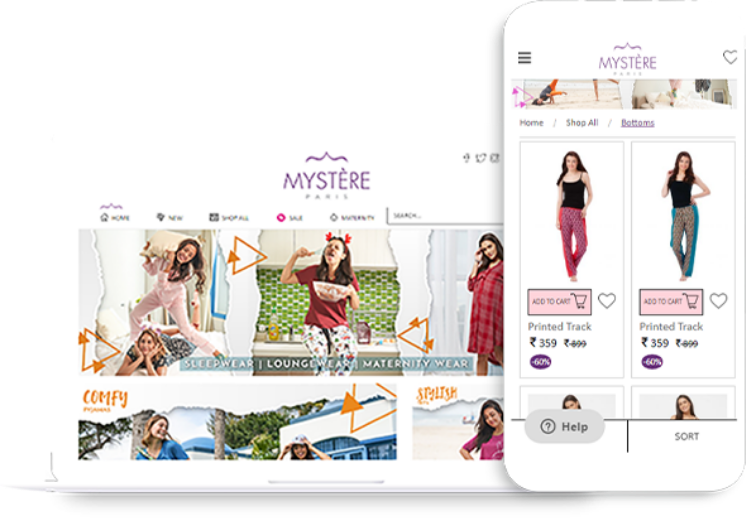 MYSTÈRE
PARIS
HOME
NEW
SHOP ALL
SALE
MATERNITY
SEARCH...
SLEEPWEAR | LOUNGEWEAR | MATERNITY WEAR
COMFY
PYJAMAS
STYLISH
MYSTÈRE
PARIS
Home / Shop All / Bottoms
ADD TO CART
ADD TO CART
Printed Track
Printed Track
₹ 359 ₹899
₹ 359 ₹899
-60%
-60%
? Help
SORT